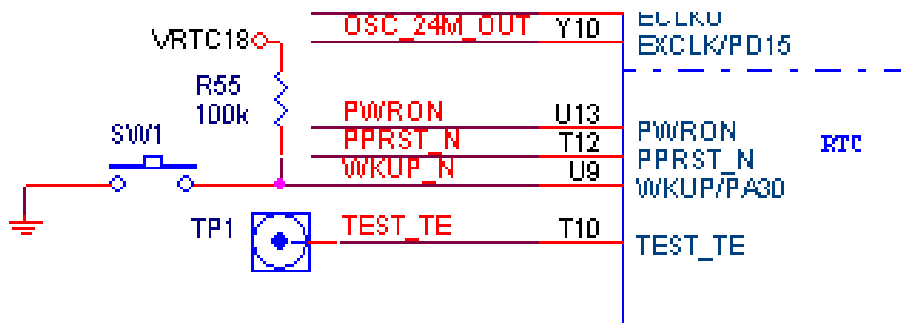 OSC_24M_OUT Y10 EXCLK/PD15
VRTC18
R55
100k
PWRON U13 PWRON
RTC
PPRST_N T12 PPRST_N
SW1
WKUP_N U9 WKUP/PA30
TP1
TEST_TE T10 TEST_TE